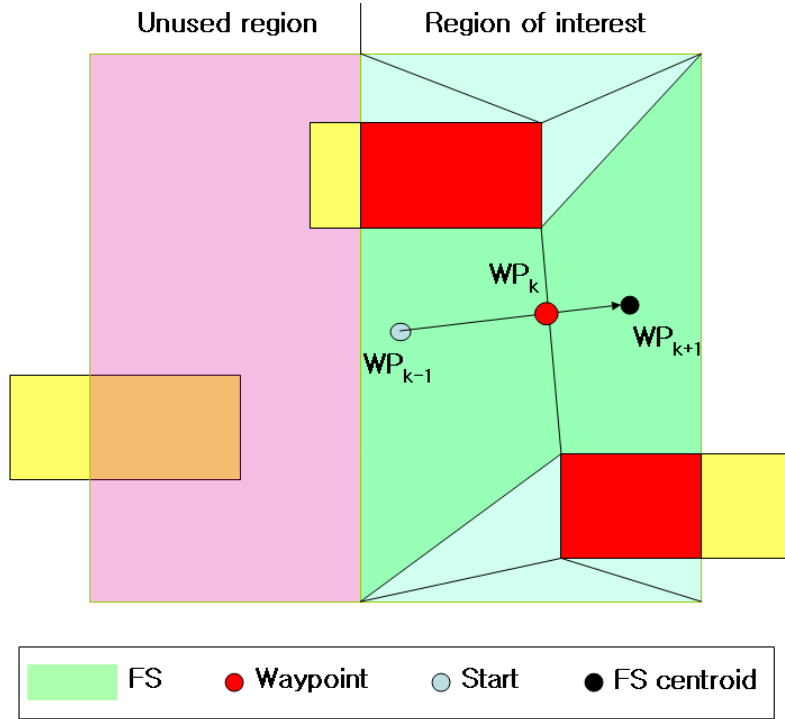 Unused region Region of interest
WPk
WPk-1 WPk+1
FS Waypoint Start FS centroid